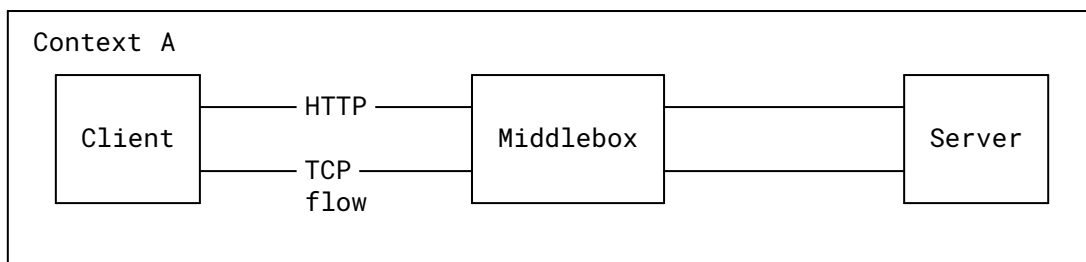 Context A
HTTP
Client
Middlebox
Server
TCP
flow